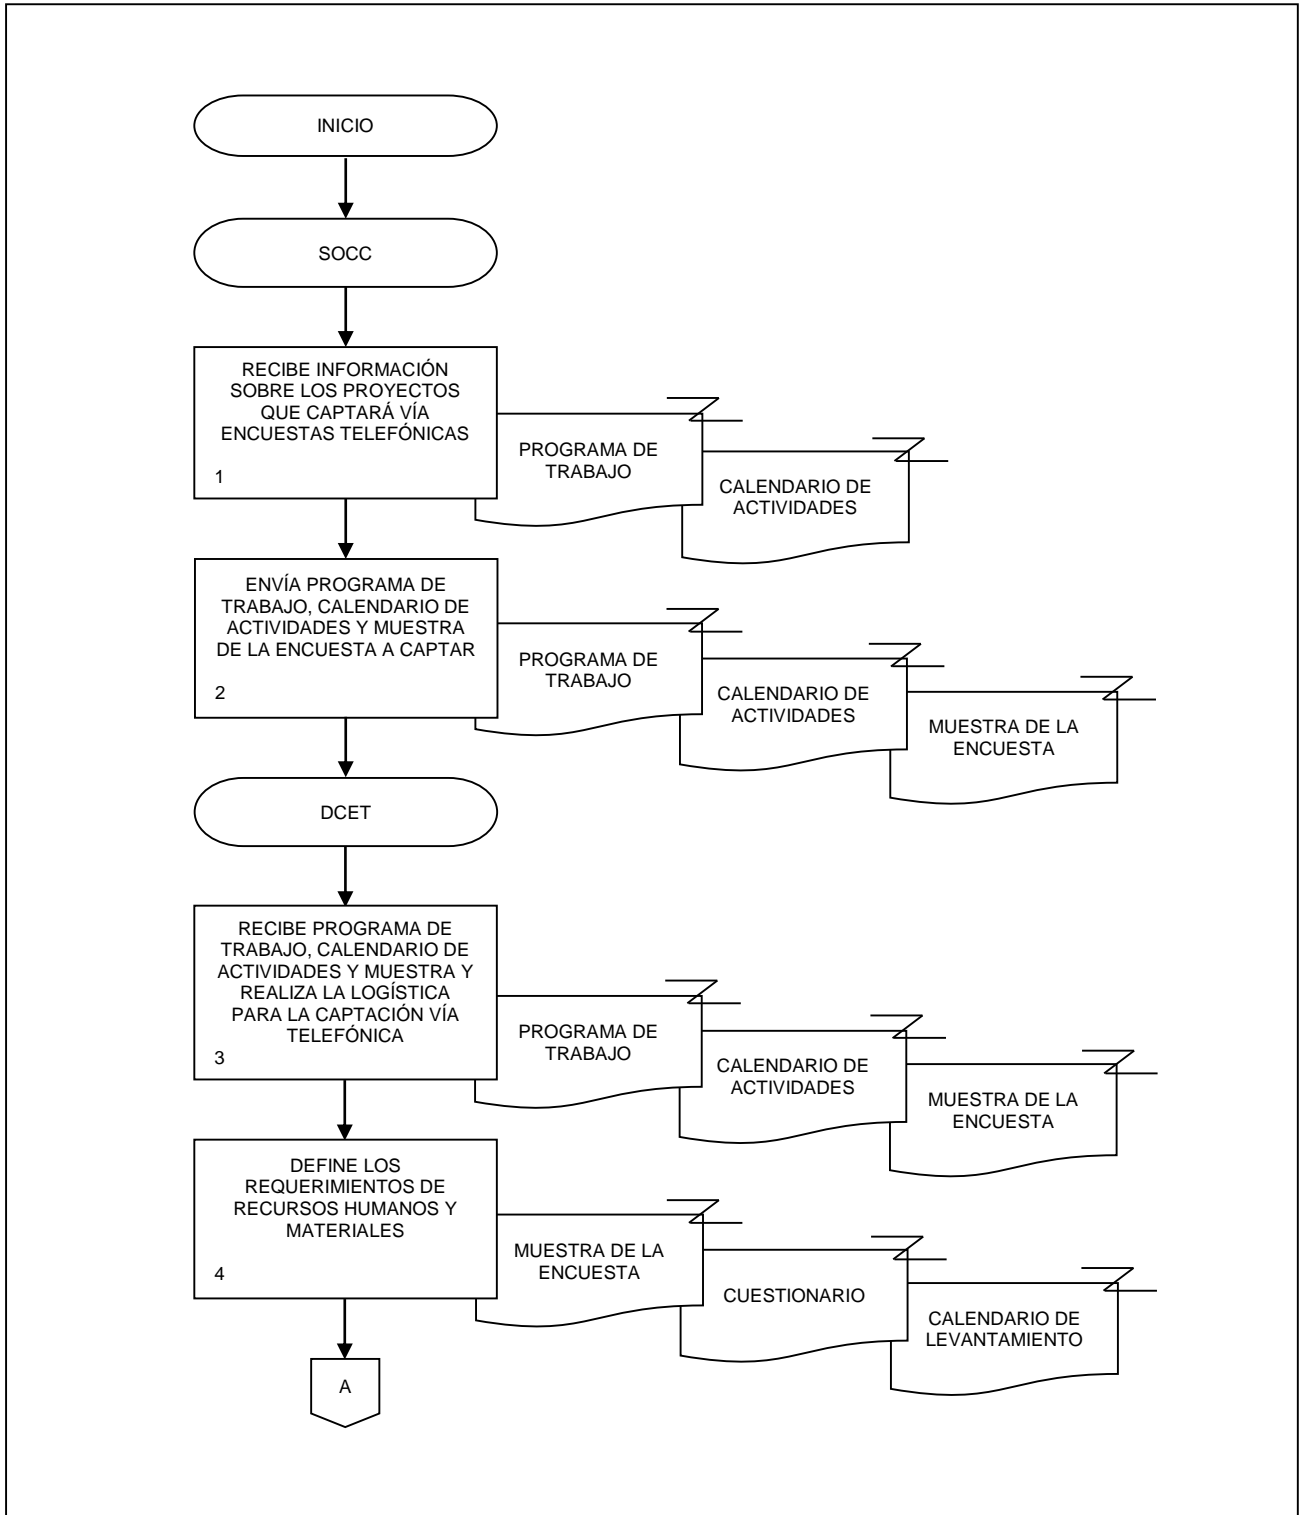 INICIO
SOCC
RECIBE INFORMACIÓN
SOBRE LOS PROYECTOS
QUE CAPTARÁ VÍA
ENCUESTAS TELEFÓNICAS
1
PROGRAMA DE
TRABAJO
CALENDARIO DE
ACTIVIDADES
ENVÍA PROGRAMA DE
TRABAJO, CALENDARIO DE
ACTIVIDADES Y MUESTRA
DE LA ENCUESTA A CAPTAR
2
PROGRAMA DE
TRABAJO
CALENDARIO DE
ACTIVIDADES
MUESTRA DE LA
ENCUESTA
DCET
RECIBE PROGRAMA DE
TRABAJO, CALENDARIO DE
ACTIVIDADES Y MUESTRA Y
REALIZA LA LOGÍSTICA
PARA LA CAPTACIÓN VÍA
TELEFÓNICA
3
PROGRAMA DE
TRABAJO
CALENDARIO DE
ACTIVIDADES
MUESTRA DE LA
ENCUESTA
DEFINE LOS
REQUERIMIENTOS DE
RECURSOS HUMANOS Y
MATERIALES
4
MUESTRA DE LA
ENCUESTA
CUESTIONARIO
CALENDARIO DE
LEVANTAMIENTO
A